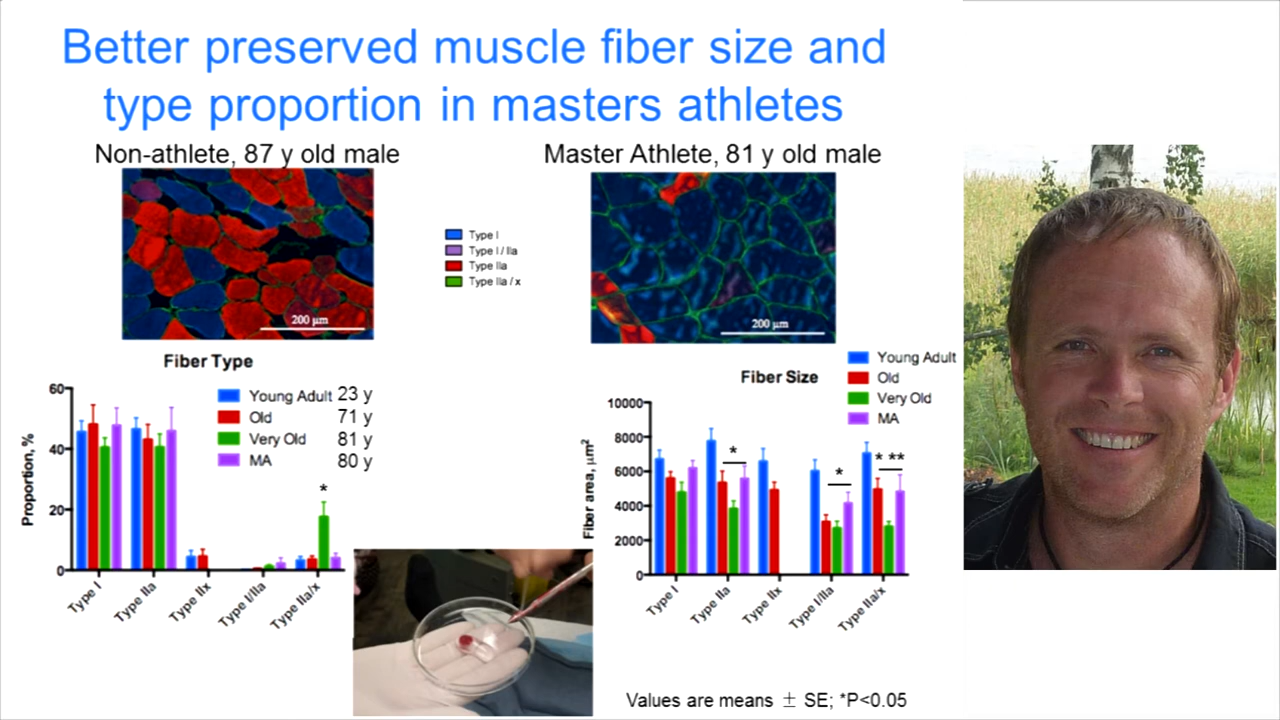 Better preserved muscle fiber size and
type proportion in masters athletes
Non-athlete, 87 y old male
Master Athlete, 81 y old male
200 µm
Type I
Type I / IIa
Type IIa
Type IIa / x
200 µm
Fiber Type
60
40
20
0
Proportion, %
Young Adult 23 y
Old 71 y
Very Old 81 y
MA 80 y
*
Type I
Type IIa
Type IIx
Type I/IIa
Type IIa/x
Fiber Size
Young Adult
Old
Very Old
MA
10000
8000
6000
4000
2000
0
Fiber area, µm²
*
*
* **
Type I
Type IIa
Type IIx
Type I/IIa
Type IIa/x
Values are means ± SE; *P<0.05